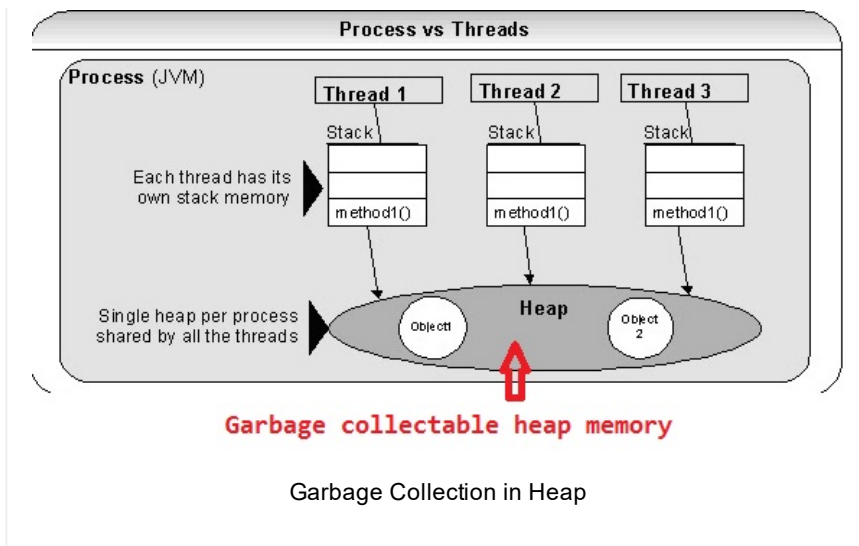 Process vs Threads
Process (JVM)
Thread 1
Thread 2
Thread 3
Stack
Stack
Stack
Each thread has its
own stack memory
method1()
method1()
method1()
Single heap per process
shared by all the threads
Heap
Object1
Object
2
Garbage collectable heap memory
Garbage Collection in Heap